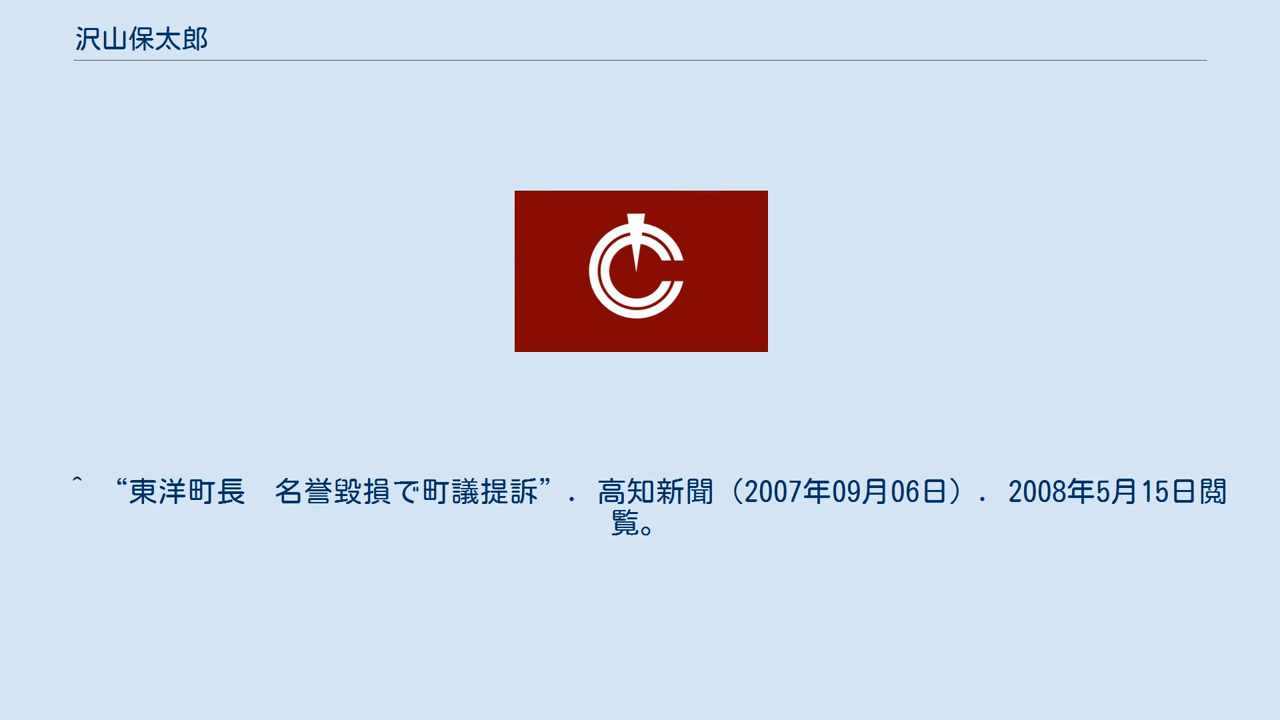 沢山保太郎
^ “東洋町長　名誉毀損で町議提訴”. 高知新聞（2007年09月06日）. 2008年5月15日閲
覧。